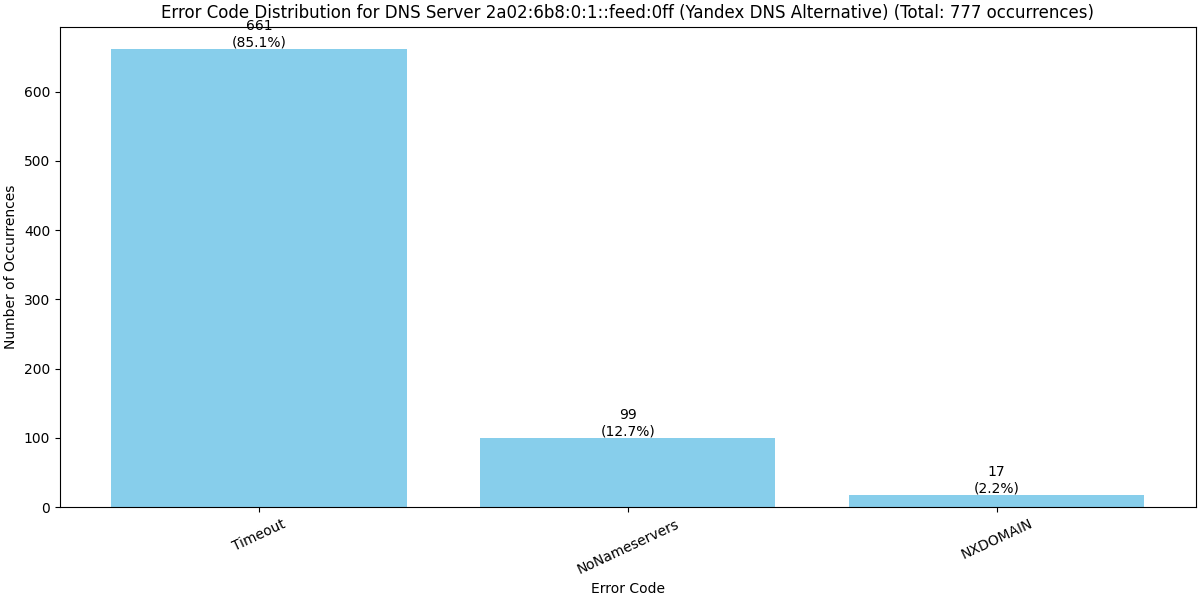 Error Code Distribution for DNS Server 2a02:6b8:0:1::feed:0ff (Yandex DNS Alternative) (Total: 777 occurrences)
661
(85.1%)
600
500
400
300
200
100
0
Number of Occurrences
99
(12.7%)
17
(2.2%)
Timeout
NoNameservers
NXDOMAIN
Error Code